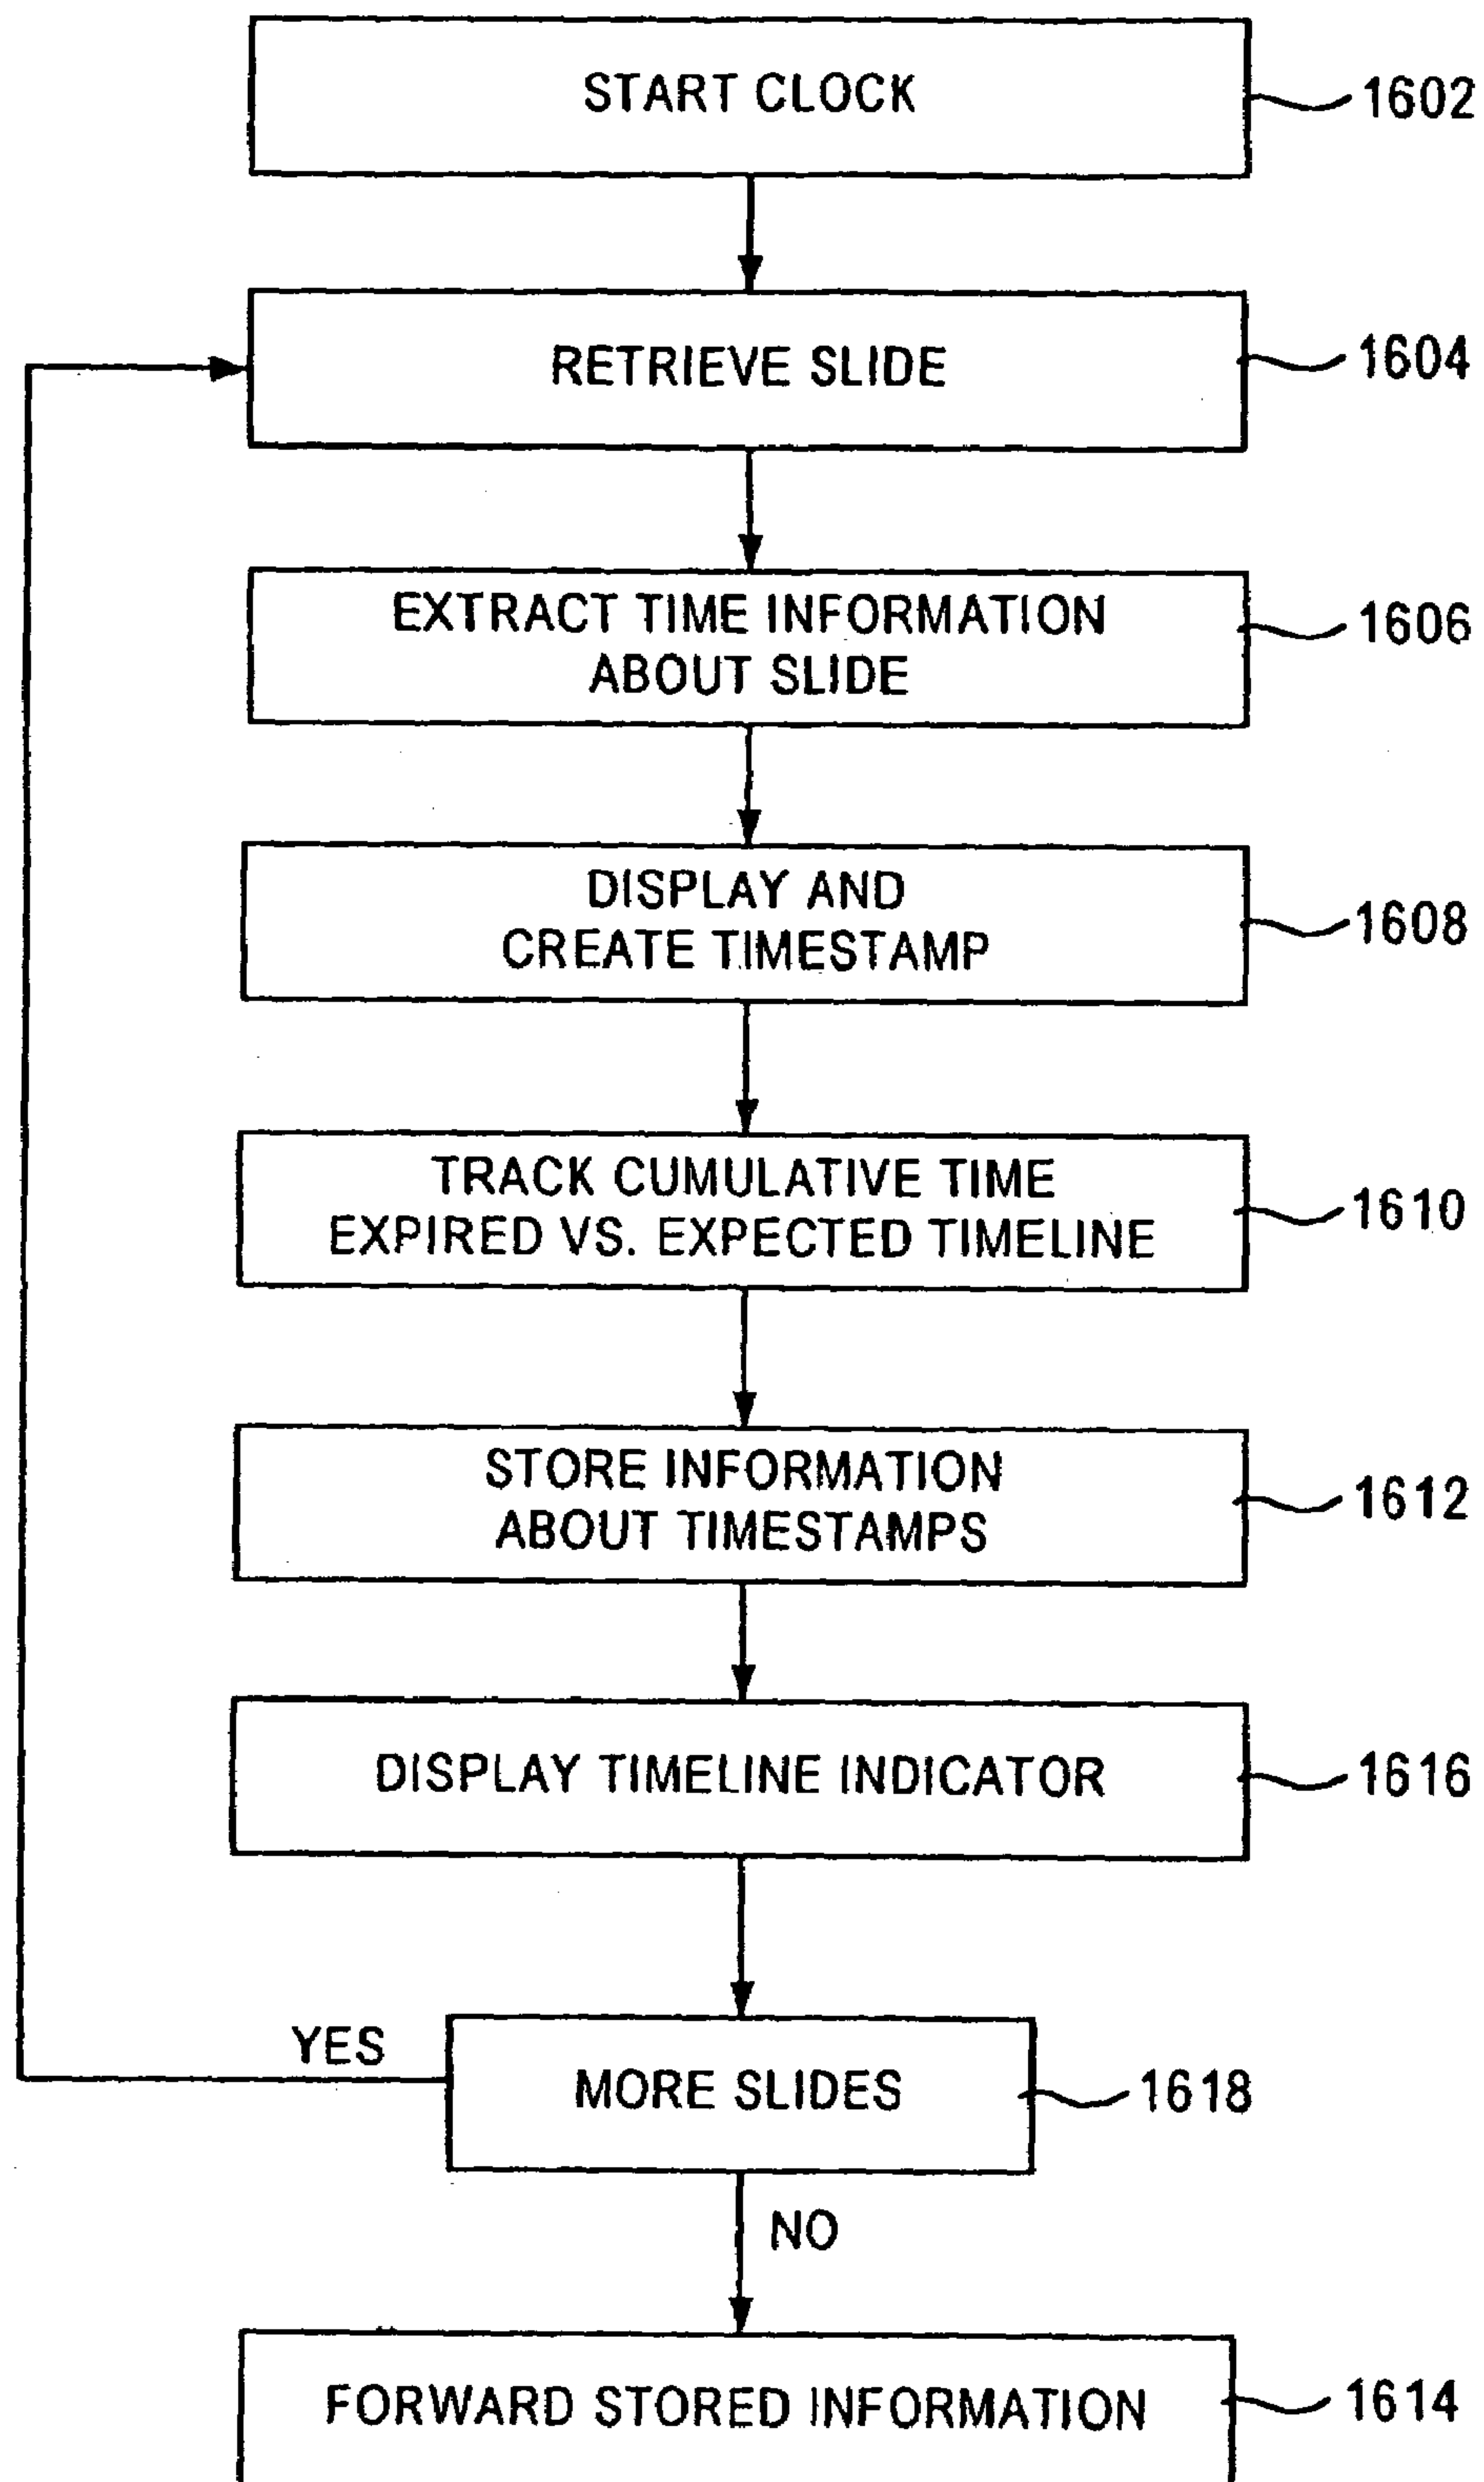 START CLOCK
1602
RETRIEVE SLIDE
1604
EXTRACT TIME INFORMATION
ABOUT SLIDE
1606
DISPLAY AND
CREATE TIMESTAMP
1608
TRACK CUMULATIVE TIME
EXPIRED VS. EXPECTED TIMELINE
1610
STORE INFORMATION
ABOUT TIMESTAMPS
1612
DISPLAY TIMELINE INDICATOR
1616
YES
MORE SLIDES
1618
NO
FORWARD STORED INFORMATION
1614